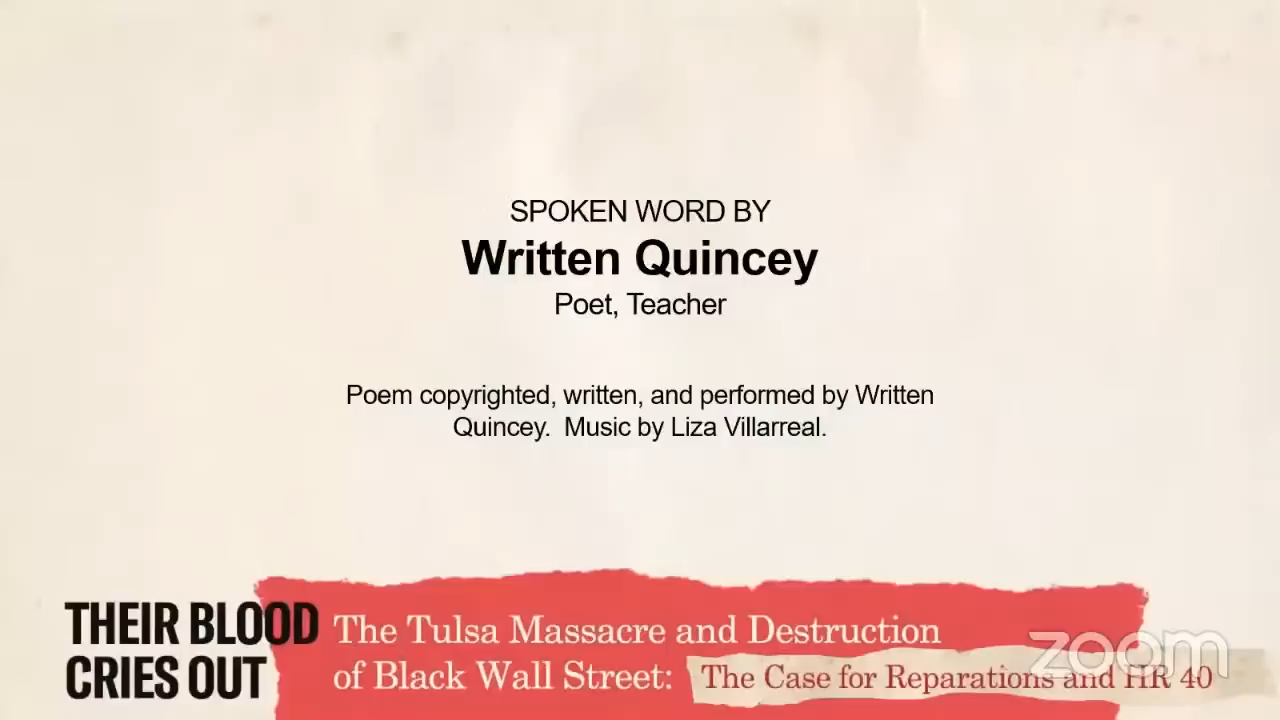 SPOKEN WORD BY
Written Quincey
Poet, Teacher
Poem copyrighted, written, and performed by Written
Quincey.  Music by Liza Villarreal.
THEIR BLOOD
CRIES OUT
The Tulsa Massacre and Destruction
of Black Wall Street: The Case for Reparations and HR 40
zoom